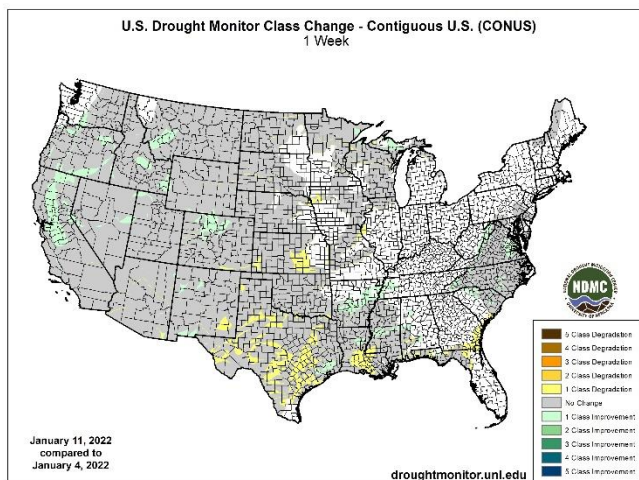 U.S. Drought Monitor Class Change - Contiguous U.S. (CONUS)
1 Week
NDMC
5 Class Degradation
4 Class Degradation
3 Class Degradation
2 Class Degradation
1 Class Degradation
No Change
1 Class Improvement
2 Class Improvement
3 Class Improvement
4 Class Improvement
5 Class Improvement
January 11, 2022
compared to
January 4, 2022
droughtmonitor.unl.edu